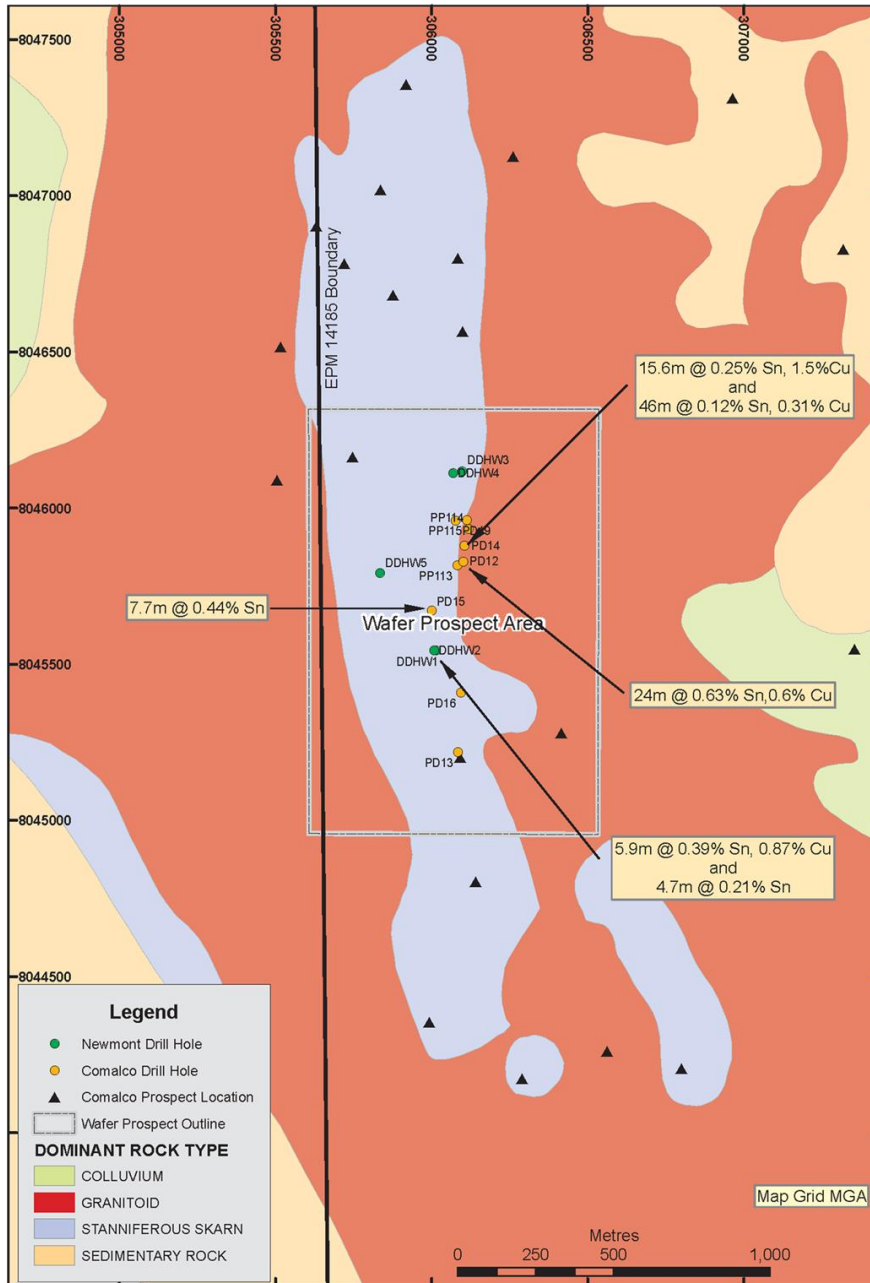 305000
305500
306000
306500
307000
8047500
8047000
8046500
8046000
8045500
8045000
8044500
EPM 14185 Boundary
15.6m @ 0.25% Sn, 1.5%Cu
and
46m @ 0.12% Sn, 0.31% Cu
DDHW3
DDHW4
PP114
PP115
PD14
PD12
PP113
DDHW5
PD15
7.7m @ 0.44% Sn
Wafer Prospect Area
DDHW2
DDHW1
24m @ 0.63% Sn,0.6% Cu
PD16
PD13
5.9m @ 0.39% Sn, 0.87% Cu
and
4.7m @ 0.21% Sn
Legend
Newmont Drill Hole
Comalco Drill Hole
Comalco Prospect Location
Wafer Prospect Outline
DOMINANT ROCK TYPE
COLLUVIUM
GRANITOID
STANNIFEROUS SKARN
SEDIMENTARY ROCK
Map Grid MGA
Metres
0 250 500 1,000